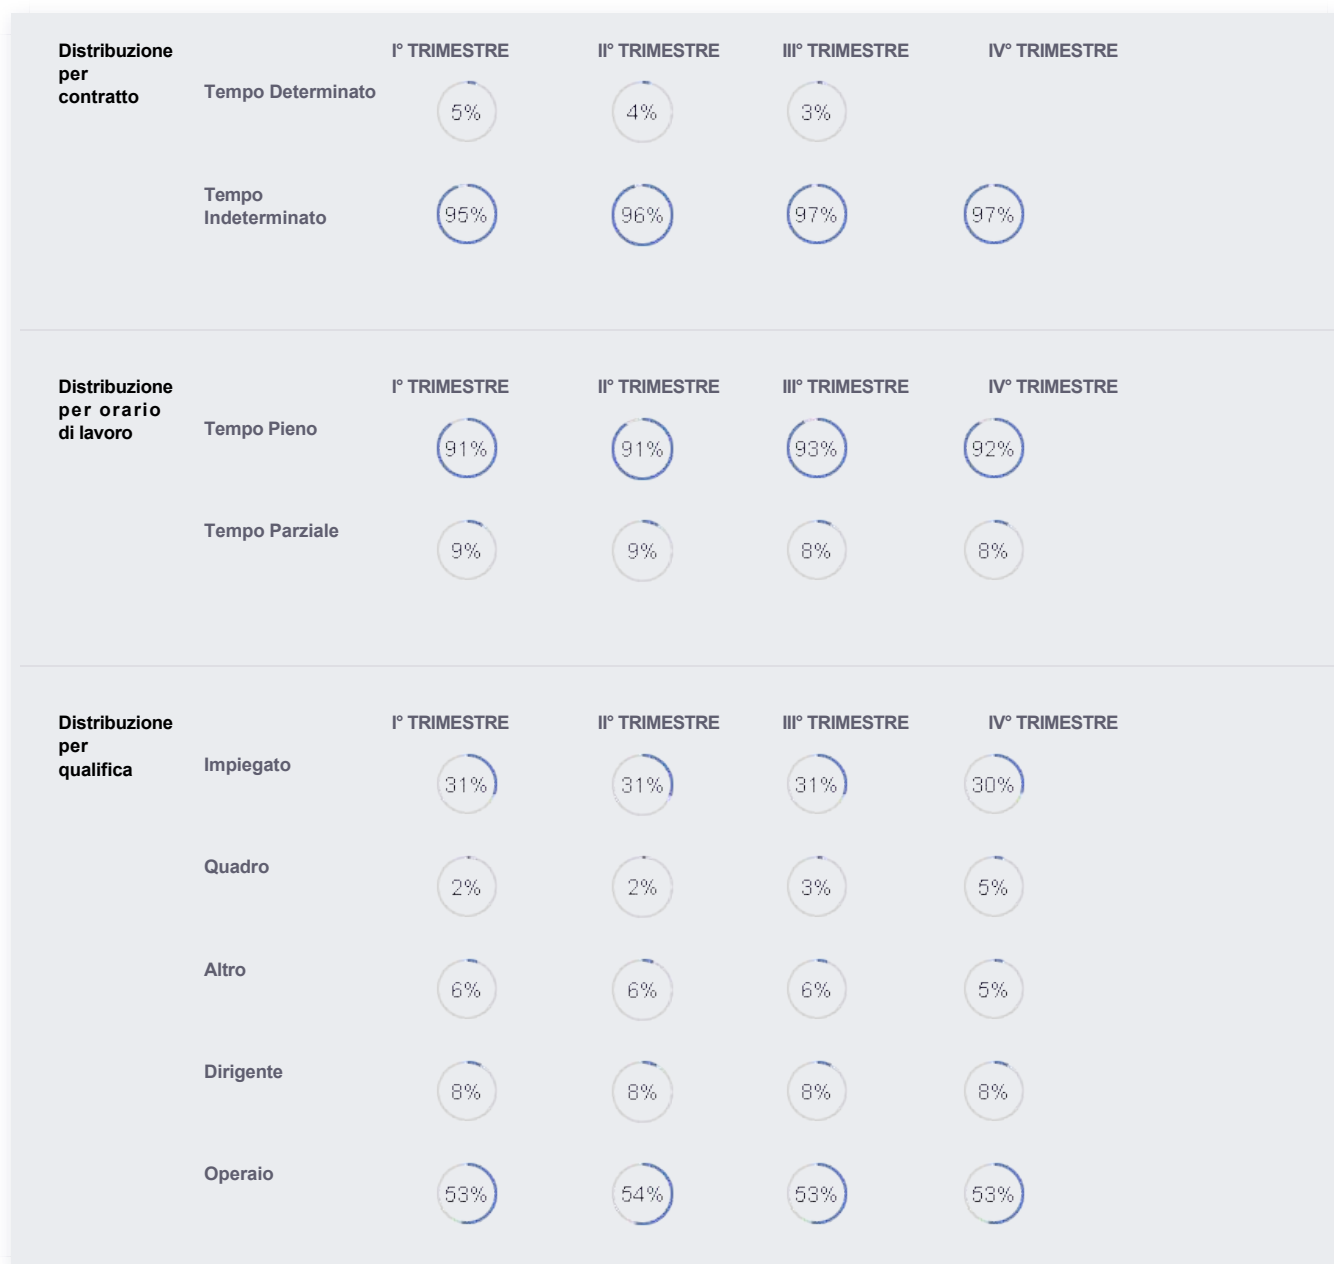 Distribuzione
per
contratto
I° TRIMESTRE
II° TRIMESTRE
III° TRIMESTRE
IV° TRIMESTRE
Tempo Determinato
5%
4%
3%
Tempo
Indeterminato
95%
96%
97%
97%
Distribuzione
per orario
di lavoro
I° TRIMESTRE
II° TRIMESTRE
III° TRIMESTRE
IV° TRIMESTRE
Tempo Pieno
91%
91%
93%
92%
Tempo Parziale
9%
9%
8%
8%
Distribuzione
per
qualifica
I° TRIMESTRE
II° TRIMESTRE
III° TRIMESTRE
IV° TRIMESTRE
Impiegato
31%
31%
31%
30%
Quadro
2%
2%
3%
5%
Altro
6%
6%
6%
5%
Dirigente
8%
8%
8%
8%
Operaio
53%
54%
53%
53%